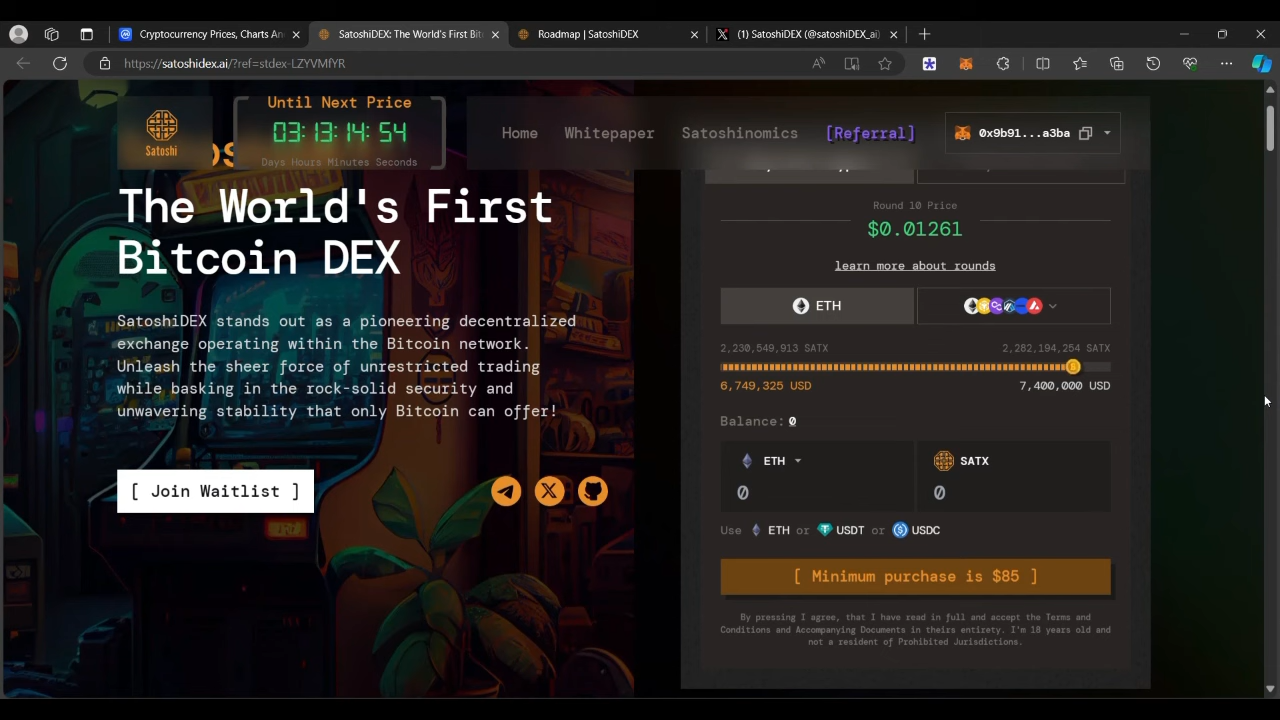 Cryptocurrency Prices, Charts An
SatoshiDEX: The World's First Bit
Roadmap | SatoshiDEX
(1) SatoshiDEX (@satoshiDEX_ai)
https://satoshidex.ai/?ref=stdex-LZYVMfYR
Satoshi
Until Next Price
03:13:14:54
Days Hours Minutes Seconds
Home
Whitepaper
Satoshinomics
[Referral]
0x9b91...a3ba
The World's First
Bitcoin DEX
SatoshiDEX stands out as a pioneering decentralized
exchange operating within the Bitcoin network.
Unleash the sheer force of unrestricted trading
while basking in the rock-solid security and
unwavering stability that only Bitcoin can offer!
[ Join Waitlist ]
Round 10 Price
$0.01261
learn more about rounds
ETH
2,230,549,913 SATX
2,282,194,254 SATX
6,749,325 USD
7,400,000 USD
Balance: 0
ETH
SATX
0
0
Use ETH or USDT or USDC
[ Minimum purchase is $85 ]
By pressing I agree, that I have read in full and accept the Terms and
Conditions and Accompanying Documents in theirs entirety. I'm 18 years old and
not a resident of Prohibited Jurisdictions.